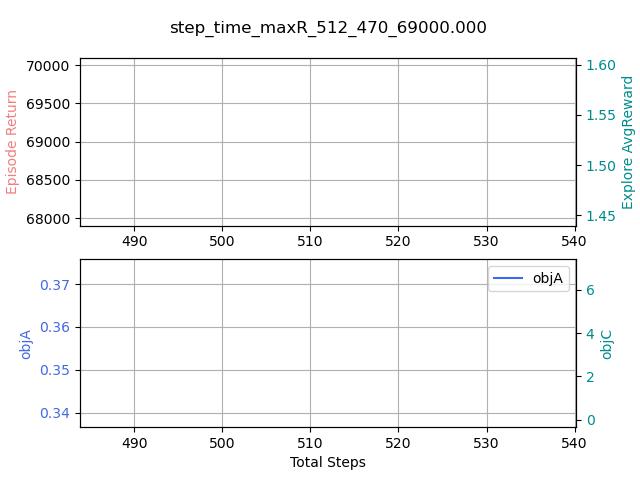 step_time_maxR_512_470_69000.000
70000
69500
69000
68500
68000
Episode Return
1.60
1.55
1.50
1.45
Explore AvgReward
490 500 510 520 530 540
0.37
0.36
0.35
0.34
objA
objA
6
4
2
0
objC
490 500 510 520 530 540
Total Steps